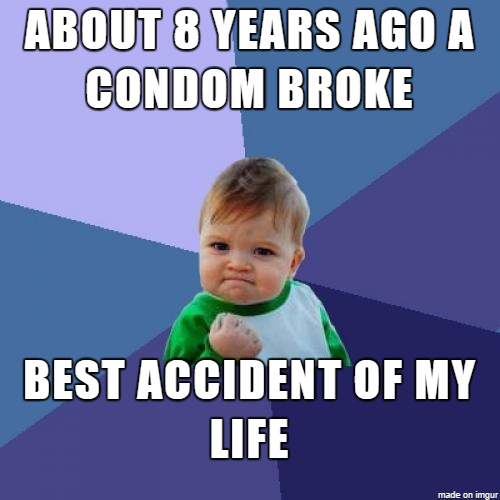 ABOUT 8 YEARS AGO A
CONDOM BROKE
BEST ACCIDENT OF MY
LIFE
made on imgur